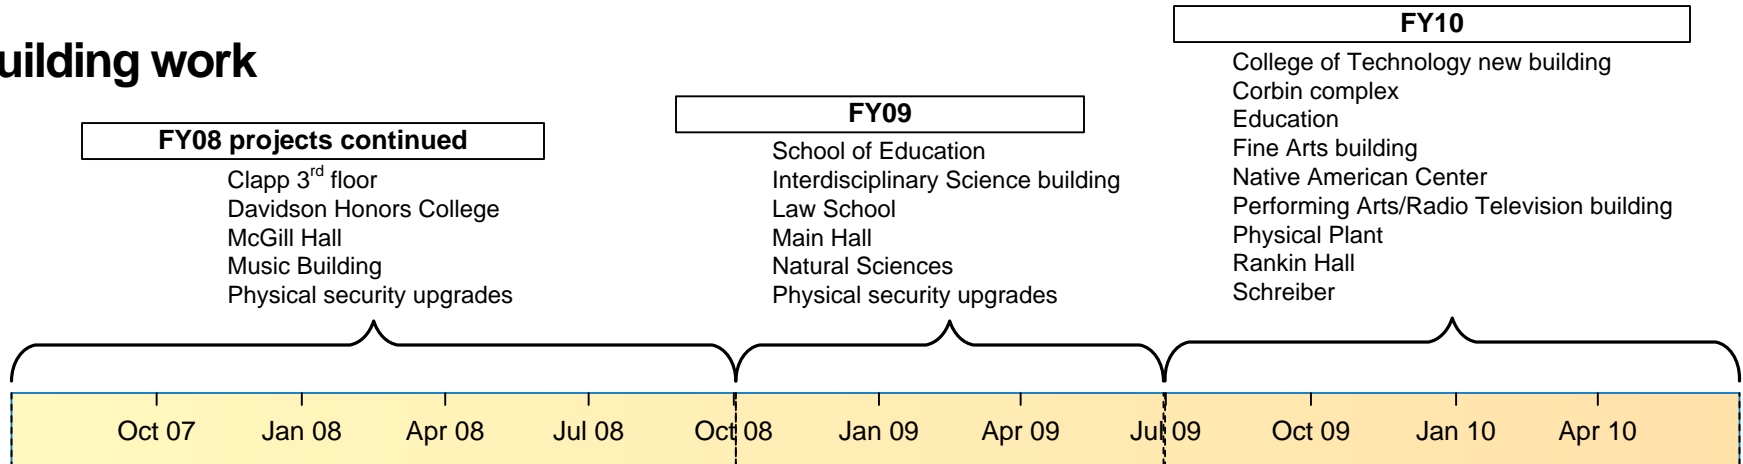 uilding work
FY08 projects continued
Clapp 3rd floor
Davidson Honors College
McGill Hall
Music Building
Physical security upgrades
FY09
School of Education
Interdisciplinary Science building
Law School
Main Hall
Natural Sciences
Physical security upgrades
FY10
College of Technology new building
Corbin complex
Education
Fine Arts building
Native American Center
Performing Arts/Radio Television building
Physical Plant
Rankin Hall
Schreiber
Oct 07 Jan 08 Apr 08 Jul 08 Oct 08 Jan 09 Apr 09 Jul 09 Oct 09 Jan 10 Apr 10